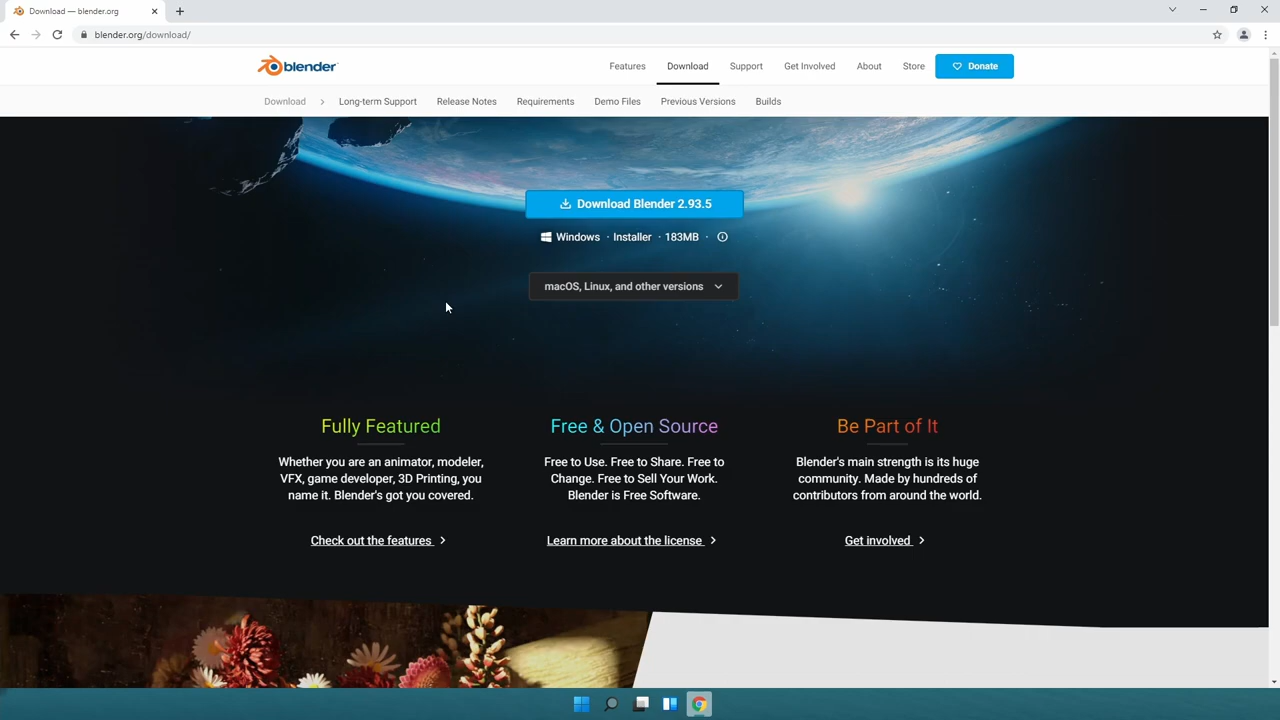 Download — blender.org
blender.org/download/
blender
Features
Download
Support
Get Involved
About
Store
Donate
Download
Long-term Support
Release Notes
Requirements
Demo Files
Previous Versions
Builds
Download Blender 2.93.5
Windows · Installer · 183MB ·
macOS, Linux, and other versions
Fully Featured
Whether you are an animator, modeler,
VFX, game developer, 3D Printing, you
name it. Blender's got you covered.
Check out the features
Free & Open Source
Free to Use. Free to Share. Free to
Change. Free to Sell Your Work.
Blender is Free Software.
Learn more about the license
Be Part of It
Blender's main strength is its huge
community. Made by hundreds of
contributors from around the world.
Get involved